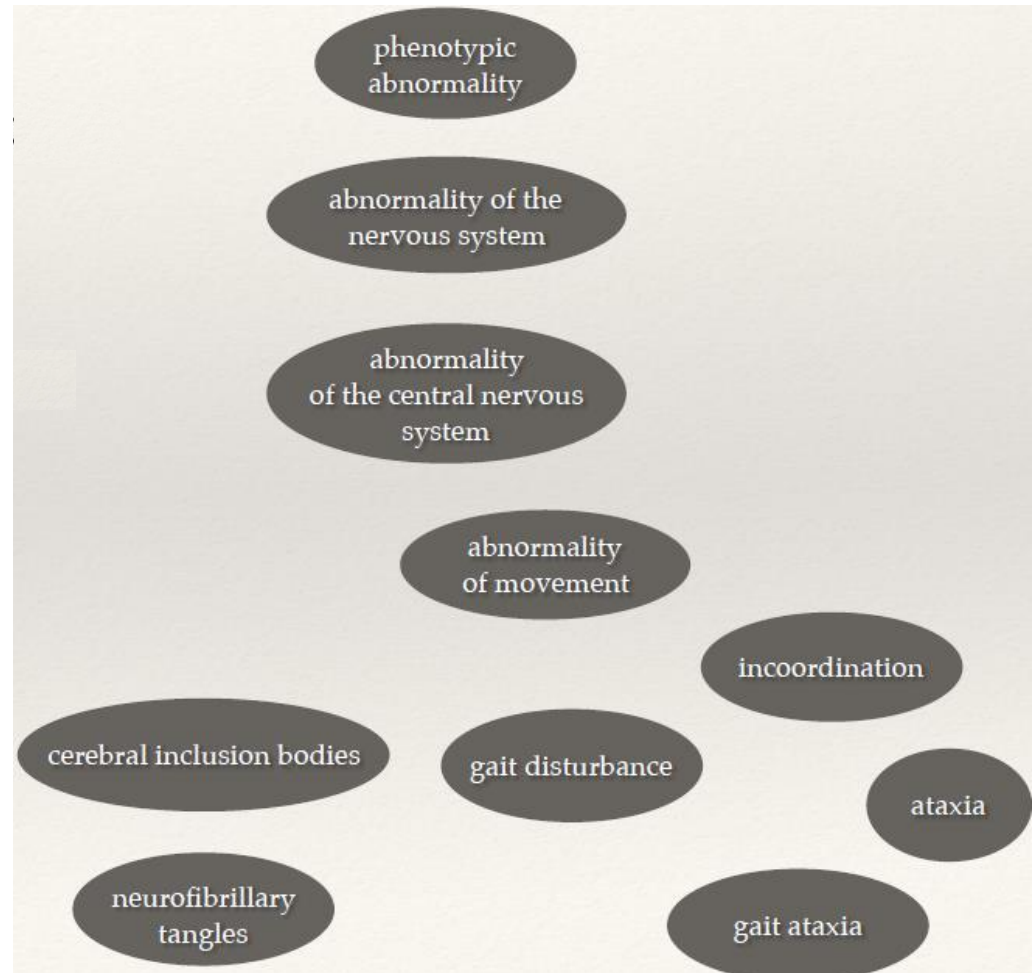 phenotypic
abnormality
abnormality of the
nervous system
abnormality
of the central nervous
system
abnormality
of movement
incoordination
cerebral inclusion bodies
gait disturbance
ataxia
neurofibrillary
tangles
gait ataxia